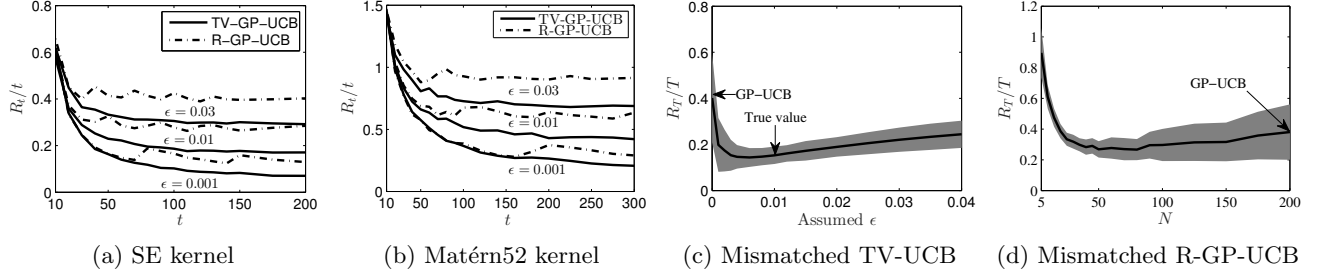 0.8
0.6
0.4
0.2
0
10
50
100
150
200
R_t/t
t
TV-GP-UCB
R-GP-UCB
ϵ = 0.03
ϵ = 0.01
ϵ = 0.001
(a) SE kernel
1.5
1
0.5
0
10
50
100
150
200
250
300
R_t/t
t
TV-GP-UCB
R-GP-UCB
ϵ = 0.03
ϵ = 0.01
ϵ = 0.001
(b) Matérn52 kernel
0.8
0.6
0.4
0.2
0
0
0.01
0.02
0.03
0.04
R_T/T
Assumed ϵ
GP-UCB
True value
(c) Mismatched TV-UCB
1.2
1
0.8
0.6
0.4
0.2
0
5
50
100
150
200
R_T/T
N
GP-UCB
(d) Mismatched R-GP-UCB